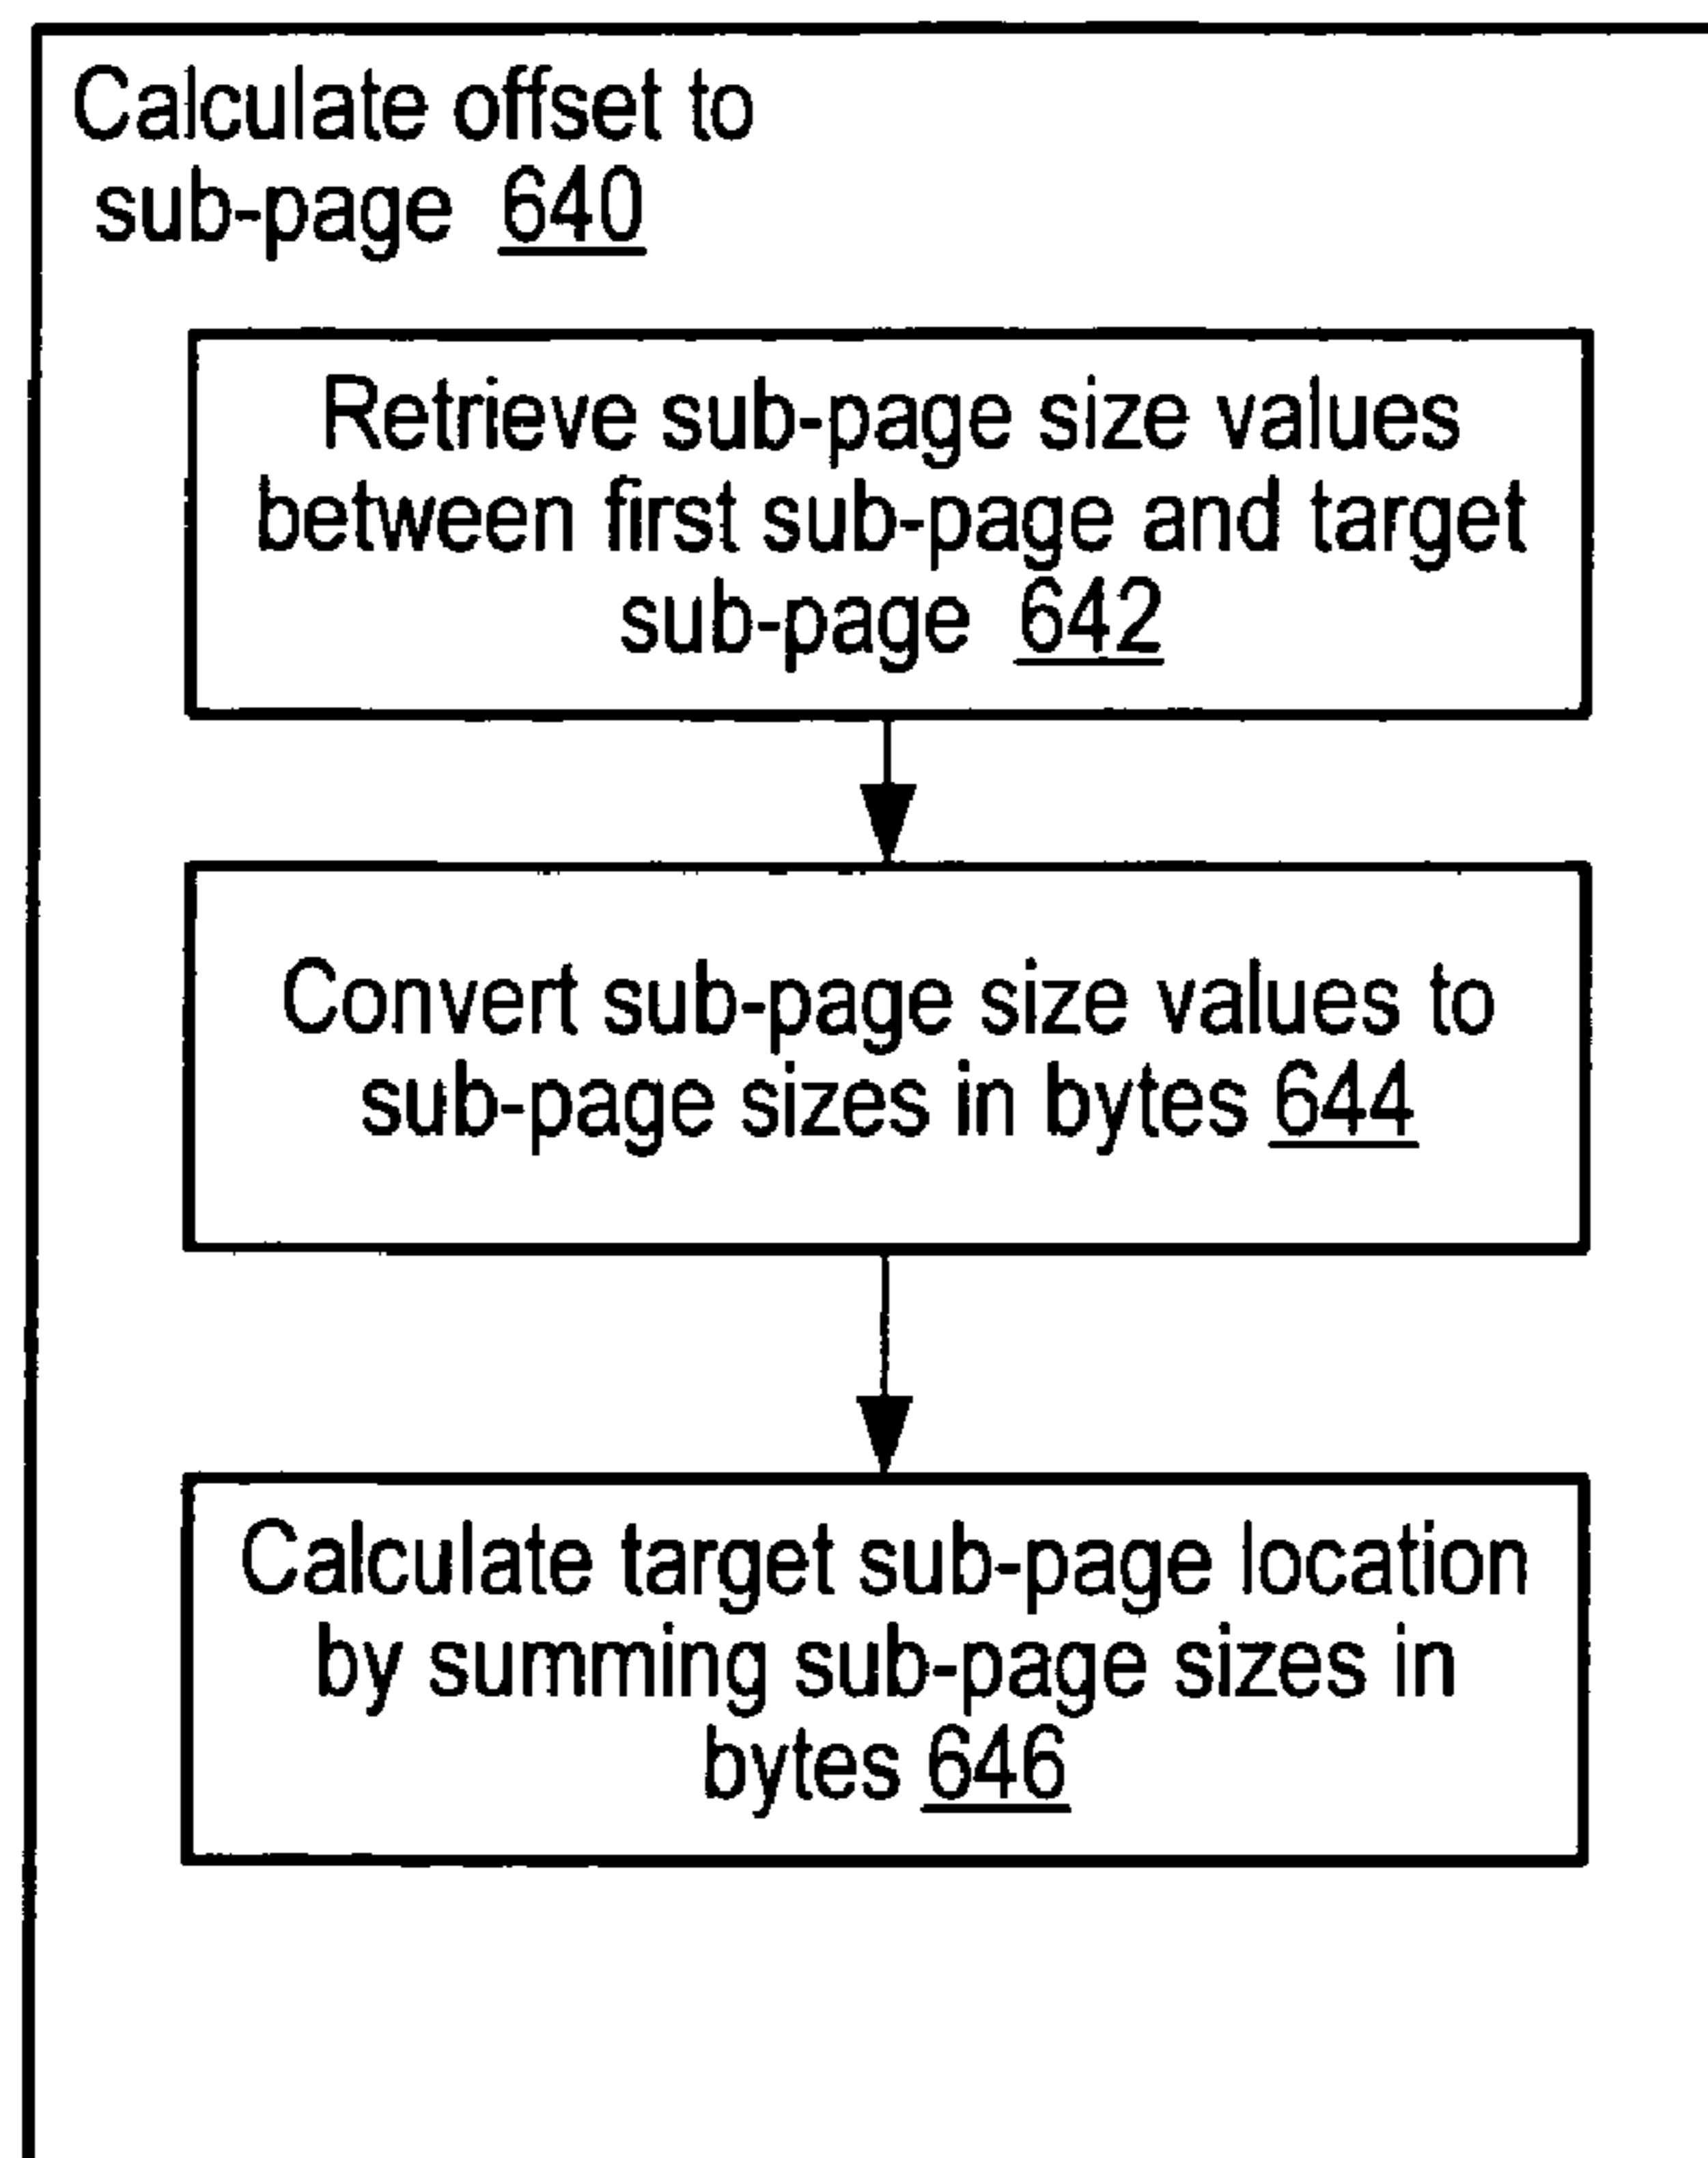 Calculate offset to
sub-page 640
Retrieve sub-page size values
between first sub-page and target
sub-page 642
Convert sub-page size values to
sub-page sizes in bytes 644
Calculate target sub-page location
by summing sub-page sizes in
bytes 646